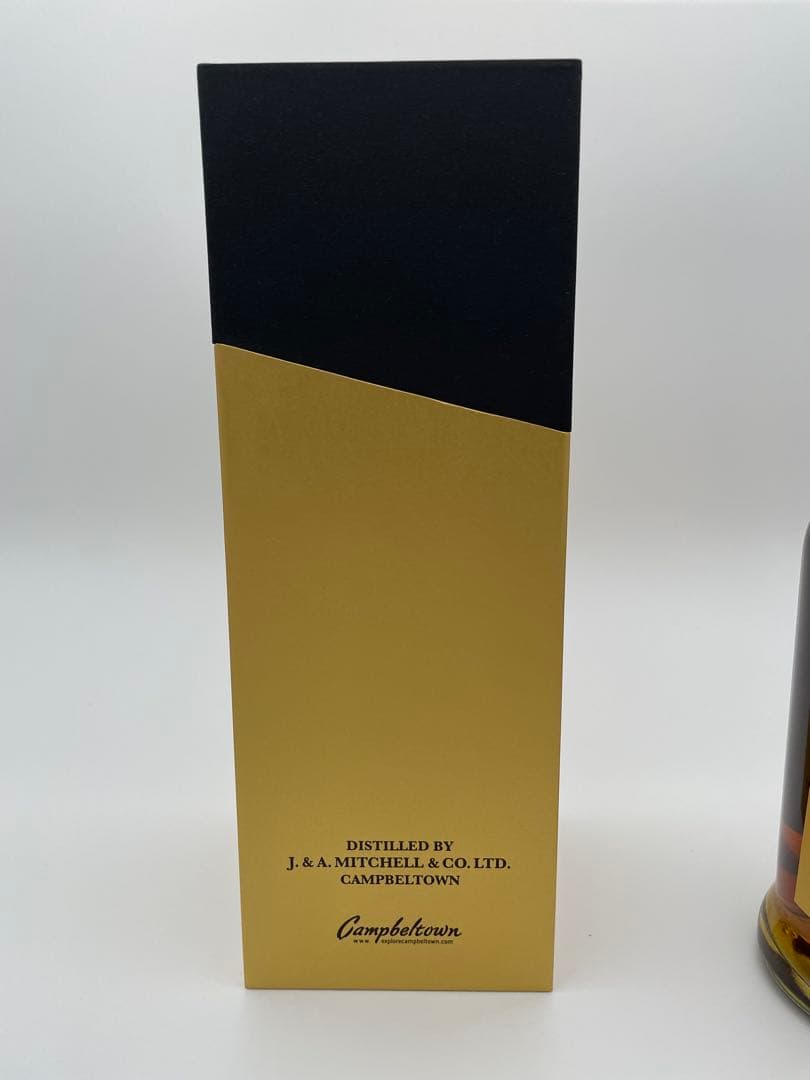 DISTILLED BY
J. & A. MITCHELL & CO. LTD.
CAMPBELTOWN
Campbeltown
www. explorecampbeltown.com